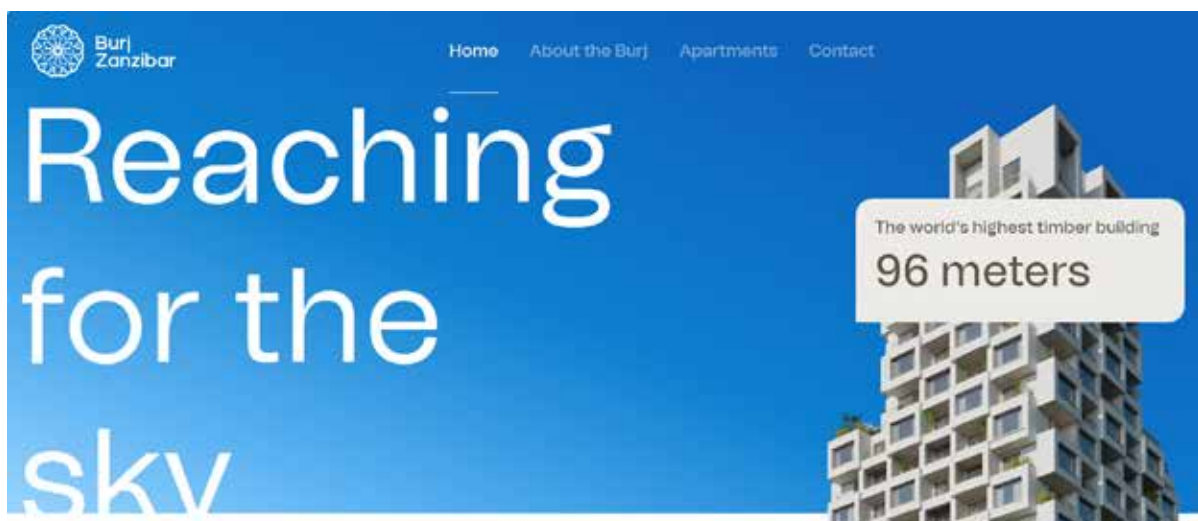 Burj
Zanzibar
Home About the Burj Apartments Contact
Reaching
for the
sky
The world's highest timber building
96 meters